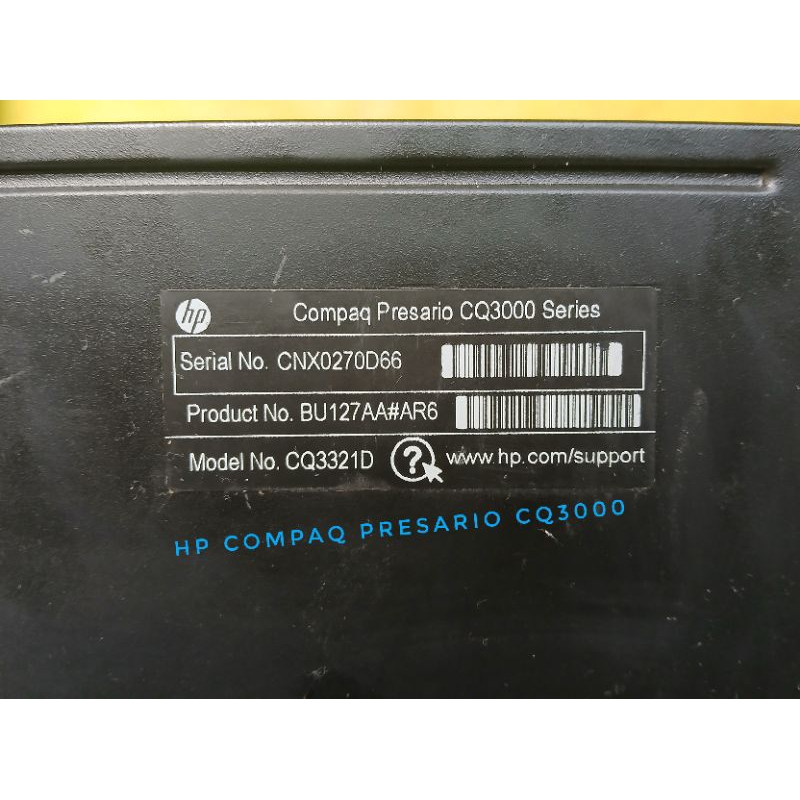 hp Compaq Presario CQ3000 Series
Serial No. CNX0270D66
Product No. BU127AA#AR6
Model No. CQ3321D ? www.hp.com/support
HP COMPAQ PRESARIO CQ3000